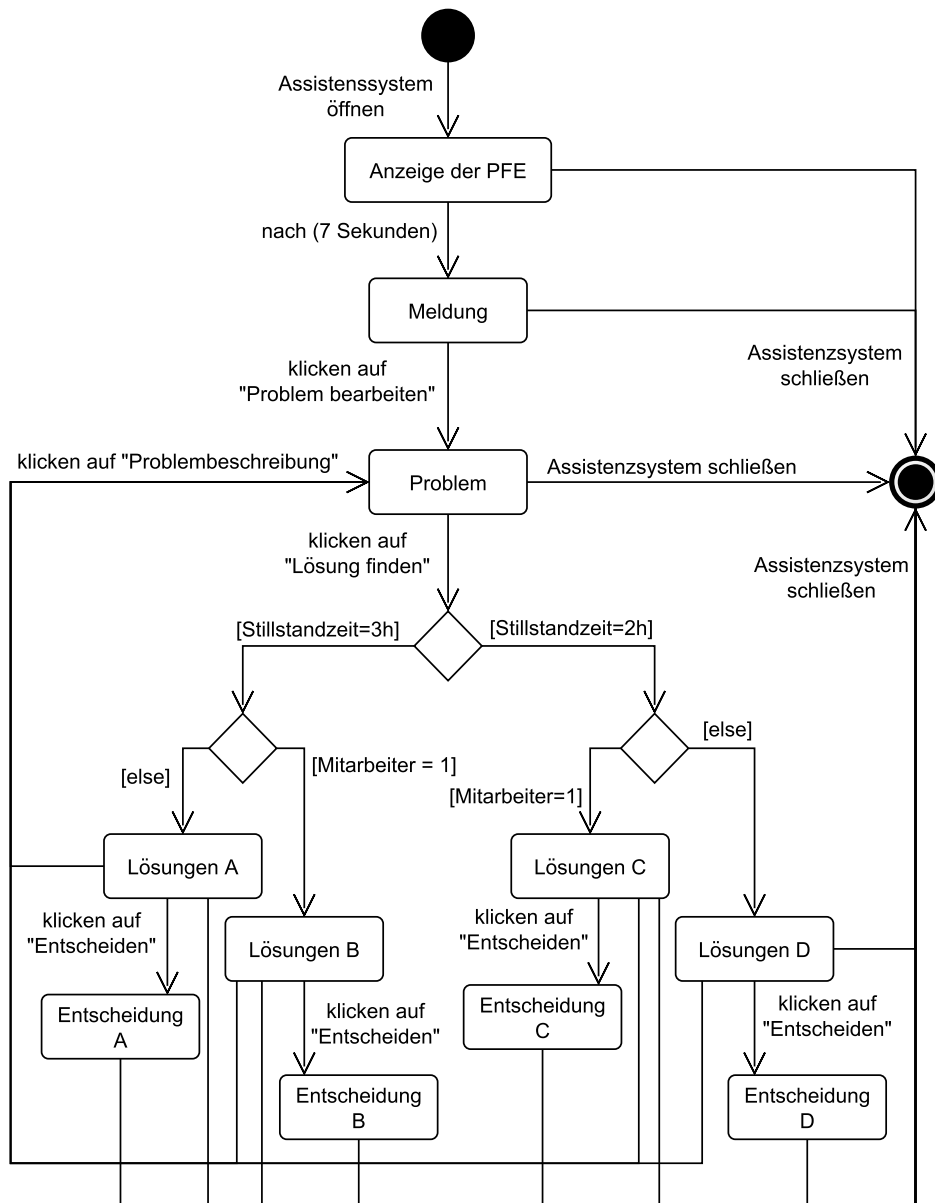 Assistenssystem
öffnen
Anzeige der PFE
nach (7 Sekunden)
Meldung
klicken auf
"Problem bearbeiten"
Assistenzsystem
schließen
klicken auf "Problembeschreibung"
Problem
Assistenzsystem schließen
klicken auf
"Lösung finden"
Assistenzsystem
schließen
[Stillstandzeit=3h]
[Stillstandzeit=2h]
[else]
[Mitarbeiter = 1]
[Mitarbeiter=1]
[else]
Lösungen A
Lösungen C
klicken auf
"Entscheiden"
Lösungen B
klicken auf
"Entscheiden"
Lösungen D
Entscheidung
A
klicken auf
"Entscheiden"
Entscheidung
C
klicken auf
"Entscheiden"
Entscheidung
B
Entscheidung
D